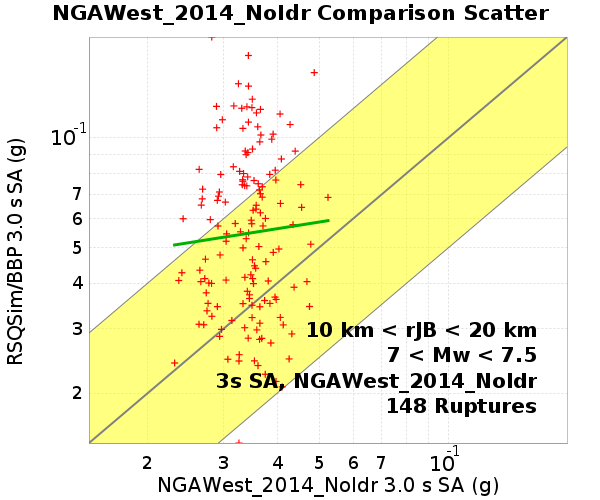 NGAWest_2014_NoIdr Comparison Scatter
RSQSim/BBP 3.0 s SA (g)
10-1
7
6
5
4
3
2
10 km < rJB < 20 km
7 < Mw < 7.5
3s SA, NGAWest_2014_NoIdr
148 Ruptures
2 3 4 5 6 7 10-1
NGAWest_2014_NoIdr 3.0 s SA (g)